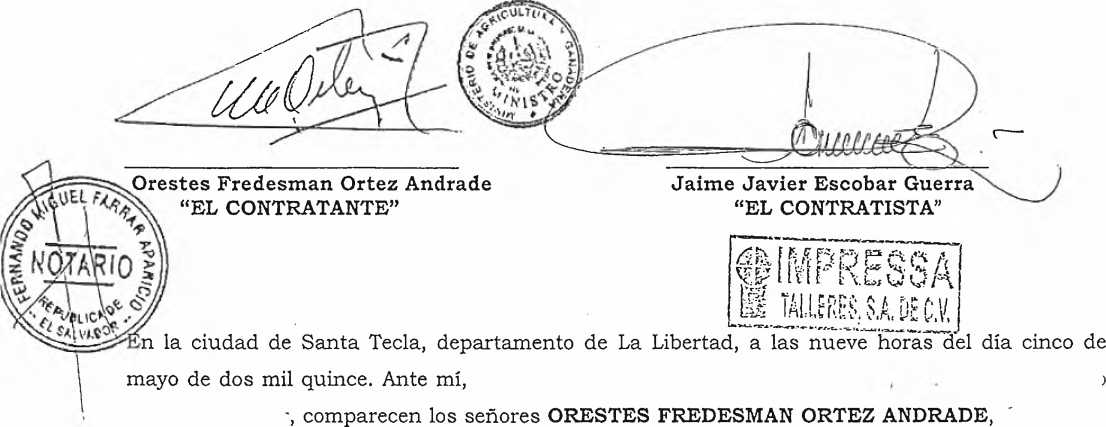 MINISTERIO DE AGRICULTURA Y GANADERIA
MINISTRO
Orestes Fredesman Ortez Andrade
"EL CONTRATANTE"
Jaime Javier Escobar Guerra
"EL CONTRATISTA"
FERNANDO MIGUEL FARRAR APARICIO
NOTARIO
REPUBLICA DE
EL SALVADOR
IMPRESSA
TALLERES, S.A. DE C.V.
En la ciudad de Santa Tecla, departamento de La Libertad, a las nueve horas del día cinco de
mayo de dos mil quince. Ante mí,
, comparecen los señores ORESTES FREDESMAN ORTEZ ANDRADE,